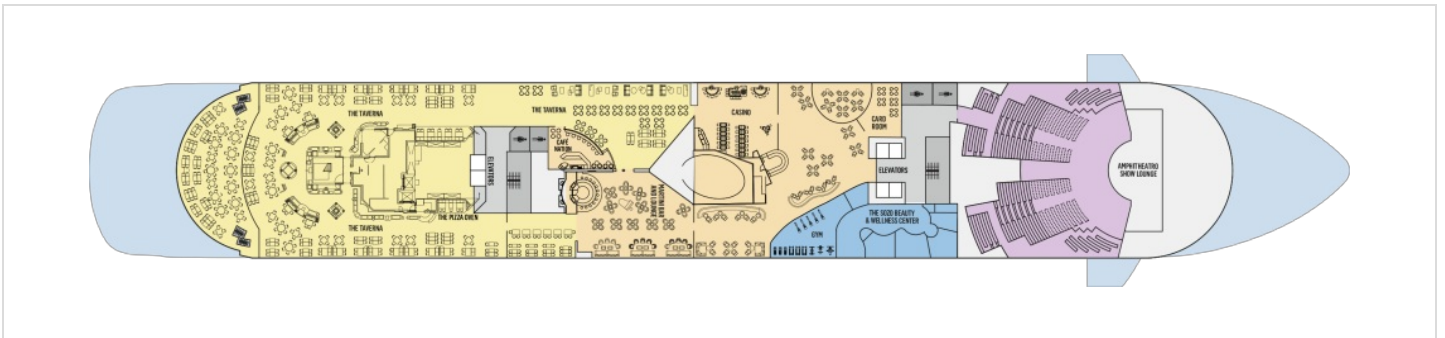 THE TAVERNA
THE TAVERNA
THE TAVERNA
THE PIZZA OVEN
ELEVATORS
CAFE
NATION
MARTINI BAR
AND LOUNGE
CASINO
CARD
ROOM
ELEVATORS
THE SOZO BEAUTY
& WELLNESS CENTER
GYM
AMPHITHEATRO
SHOW LOUNGE